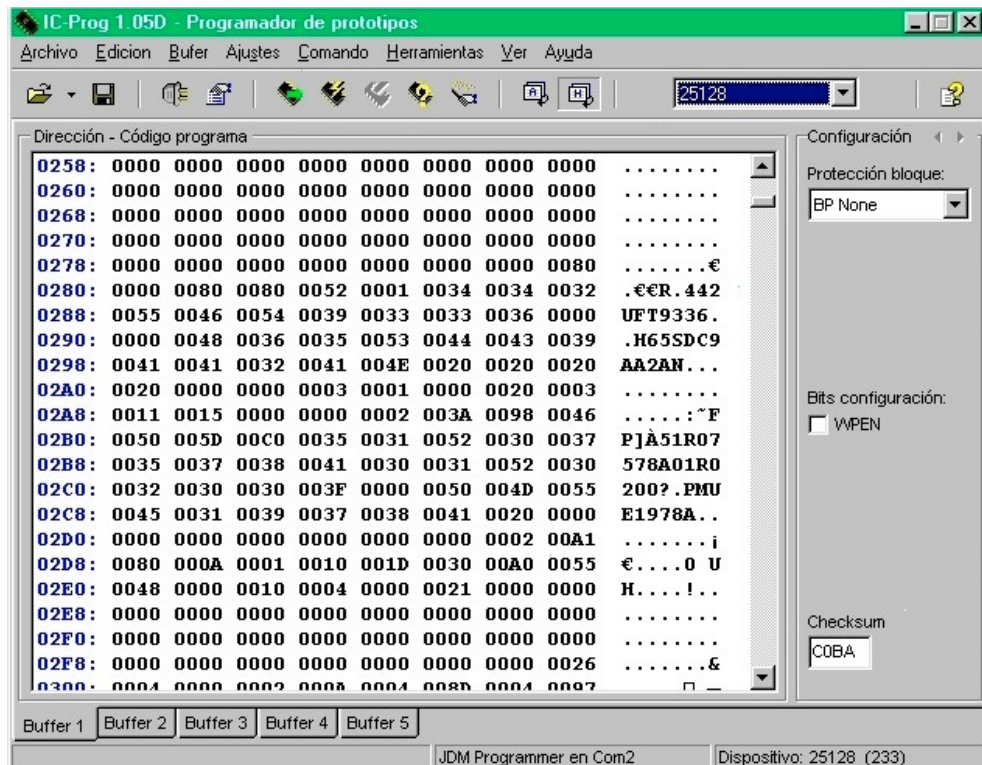 IC-Prog 1.05D - Programador de prototipos
Archivo Edicion Bufer Ajustes Comando Herramientas Ver Ayuda
25128
Dirección - Código programa
0258: 0000 0000 0000 0000 0000 0000 0000 0000 ........
0260: 0000 0000 0000 0000 0000 0000 0000 0000 ........
0268: 0000 0000 0000 0000 0000 0000 0000 0000 ........
0270: 0000 0000 0000 0000 0000 0000 0000 0000 ........
0278: 0000 0000 0000 0000 0000 0000 0000 0080 .......€
0280: 0000 0080 0080 0052 0001 0034 0034 0032 .€€R.442
0288: 0055 0046 0054 0039 0033 0033 0036 0000 UFT9336.
0290: 0000 0048 0036 0035 0053 0044 0043 0039 .H65SDC9
0298: 0041 0041 0032 0041 004E 0020 0020 0020 AA2AN...
02A0: 0020 0000 0000 0003 0001 0000 0020 0003 ........
02A8: 0011 0015 0000 0000 0002 003A 0098 0046 .....:˜F
02B0: 0050 005D 00C0 0035 0031 0052 0030 0037 P]À51R07
02B8: 0035 0037 0038 0041 0030 0031 0052 0030 578A01R0
02C0: 0032 0030 0030 003F 0000 0050 004D 0055 200?.PMU
02C8: 0045 0031 0039 0037 0038 0041 0020 0000 E1978A..
02D0: 0000 0000 0000 0000 0000 0000 0002 00A1 .......¡
02D8: 0080 000A 0001 0010 001D 0030 00A0 0055 €....0 U
02E0: 0048 0000 0010 0004 0000 0021 0000 0000 H....!..
02E8: 0000 0000 0000 0000 0000 0000 0000 0000 ........
02F0: 0000 0000 0000 0000 0000 0000 0000 0000 ........
02F8: 0000 0000 0000 0000 0000 0000 0000 0026 .......&
0300: 0004 0000 0002 000A 0004 008D 0004 0097
Configuración
Protección bloque:
BP None
Bits configuración:
WPEN
Checksum
C0BA
Buffer 1 Buffer 2 Buffer 3 Buffer 4 Buffer 5
JDM Programmer en Com2 Dispositivo: 25128 (233)